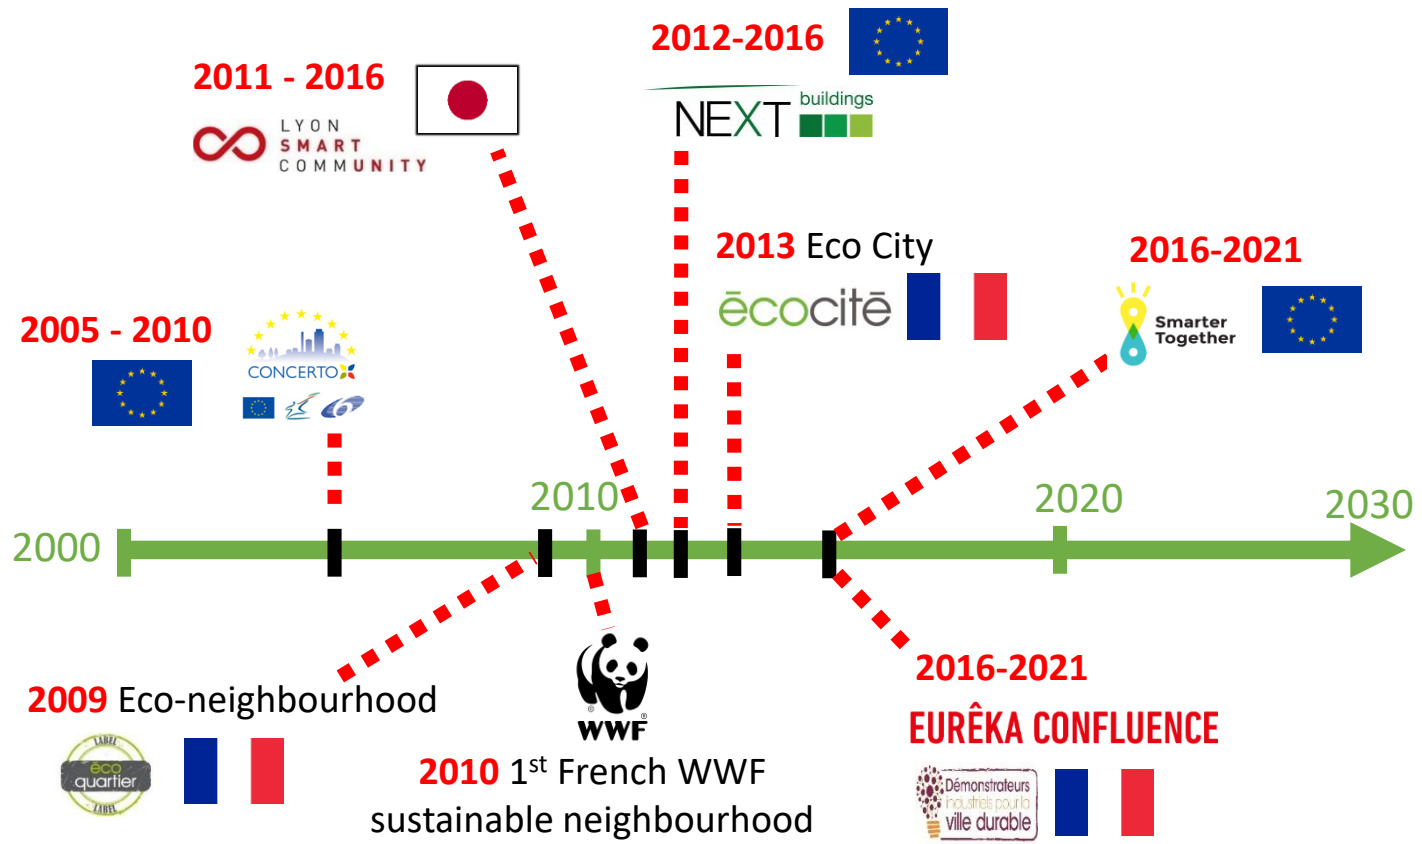 2012-2016
2011 - 2016
NEXT buildings
LYON
SMART
COMMUNITY
2013 Eco City
écocité
2016-2021
Smarter
Together
2005 - 2010
CONCERTO
6
2000
2010
2020
2030
2009 Eco-neighbourhood
LABEL
éco
quartier
LABEL
WWF
® 
©
2010 1st French WWF
sustainable neighbourhood
2016-2021
EURÊKA CONFLUENCE
Démonstrateurs
industriels pour la
ville durable